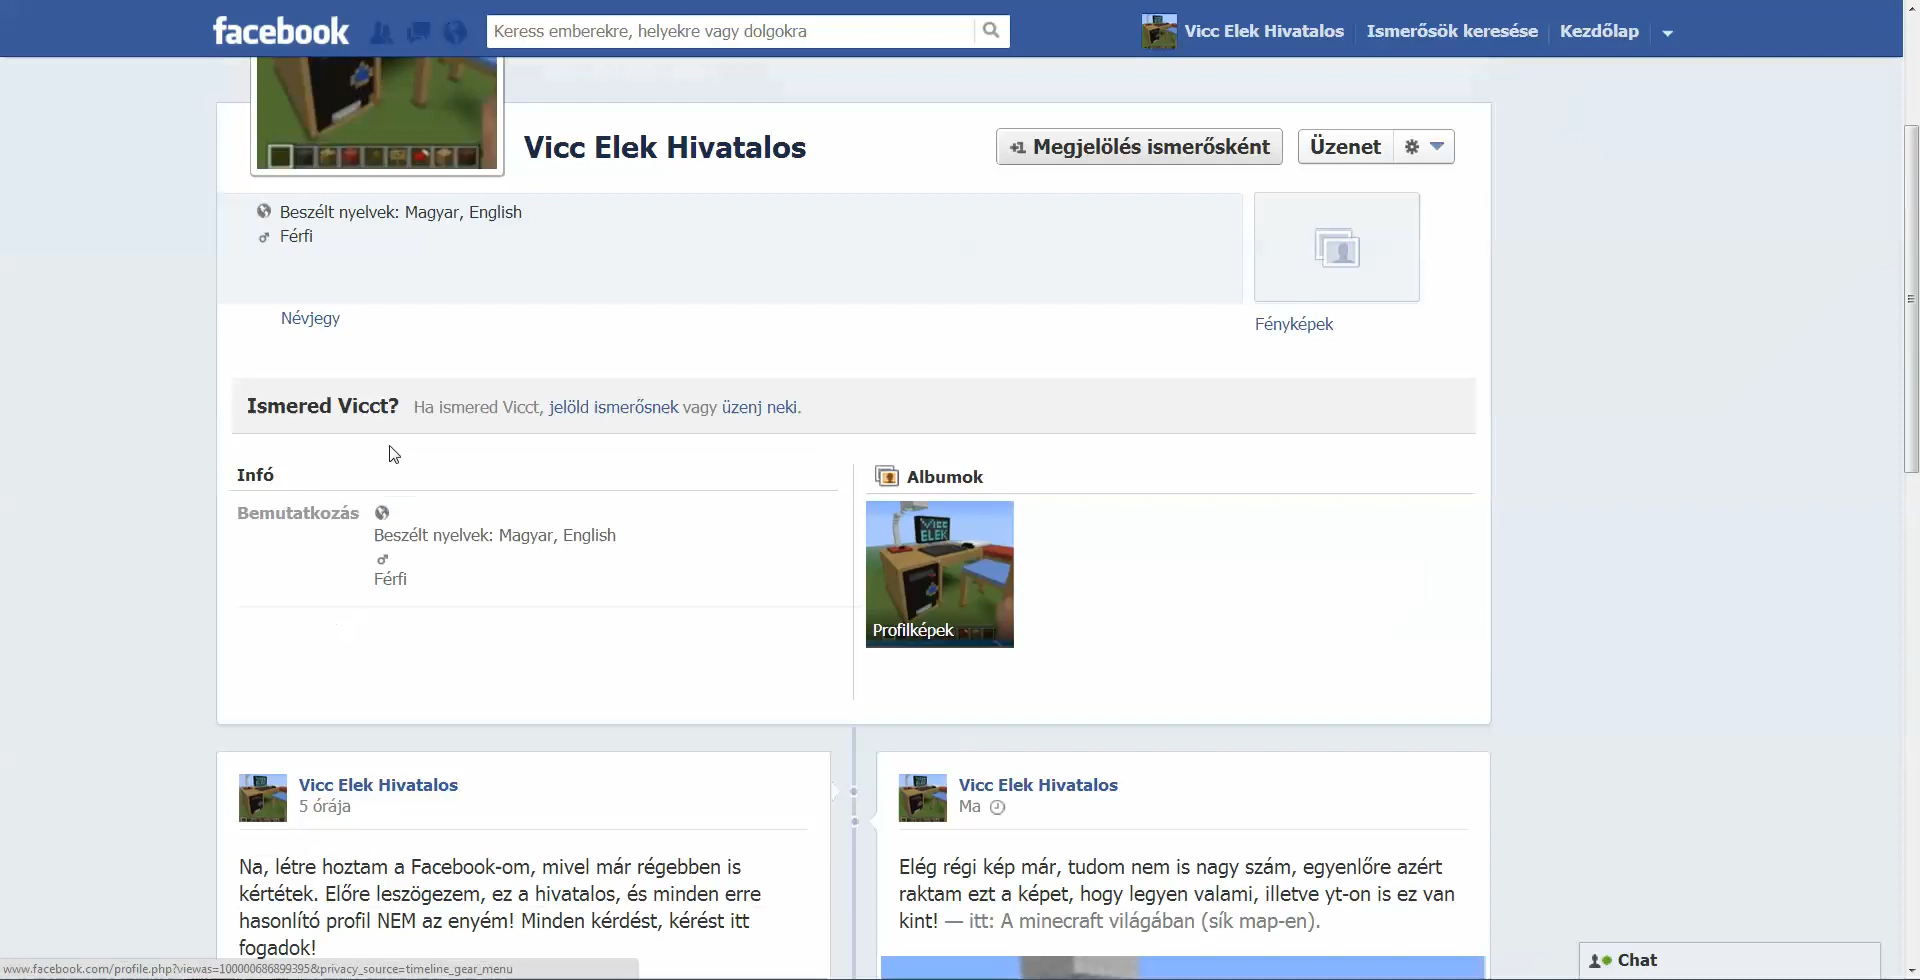 facebook
Keress emberekre, helyekre vagy dolgokra
Vicc Elek Hivatalos
Ismerősök keresése
Kezdőlap
Vicc Elek Hivatalos
+1 Megjelölés ismerősként
Üzenet
Beszélt nyelvek: Magyar, English
Férfi
Névjegy
Fényképek
Ismered Vicct? Ha ismered Vicct, jelöld ismerősnek vagy üzenj neki.
Infó
Bemutatkozás
Beszélt nyelvek: Magyar, English
Férfi
Albumok
VICC
ELEK
Profilképek
Vicc Elek Hivatalos
5 órája
Na, létre hoztam a Facebook-om, mivel már régebben is
kértétek. Előre leszögezem, ez a hivatalos, és minden erre
hasonlító profil NEM az enyém! Minden kérdést, kérést itt
fogadok!
Vicc Elek Hivatalos
Ma
Elég régi kép már, tudom nem is nagy szám, egyenlőre azért
raktam ezt a képet, hogy legyen valami, illetve yt-on is ez van
kint! — itt: A minecraft világában (sík map-en).
www.facebook.com/profile.php?viewas=100000686899395&privacy_source=timeline_gear_menu
Chat